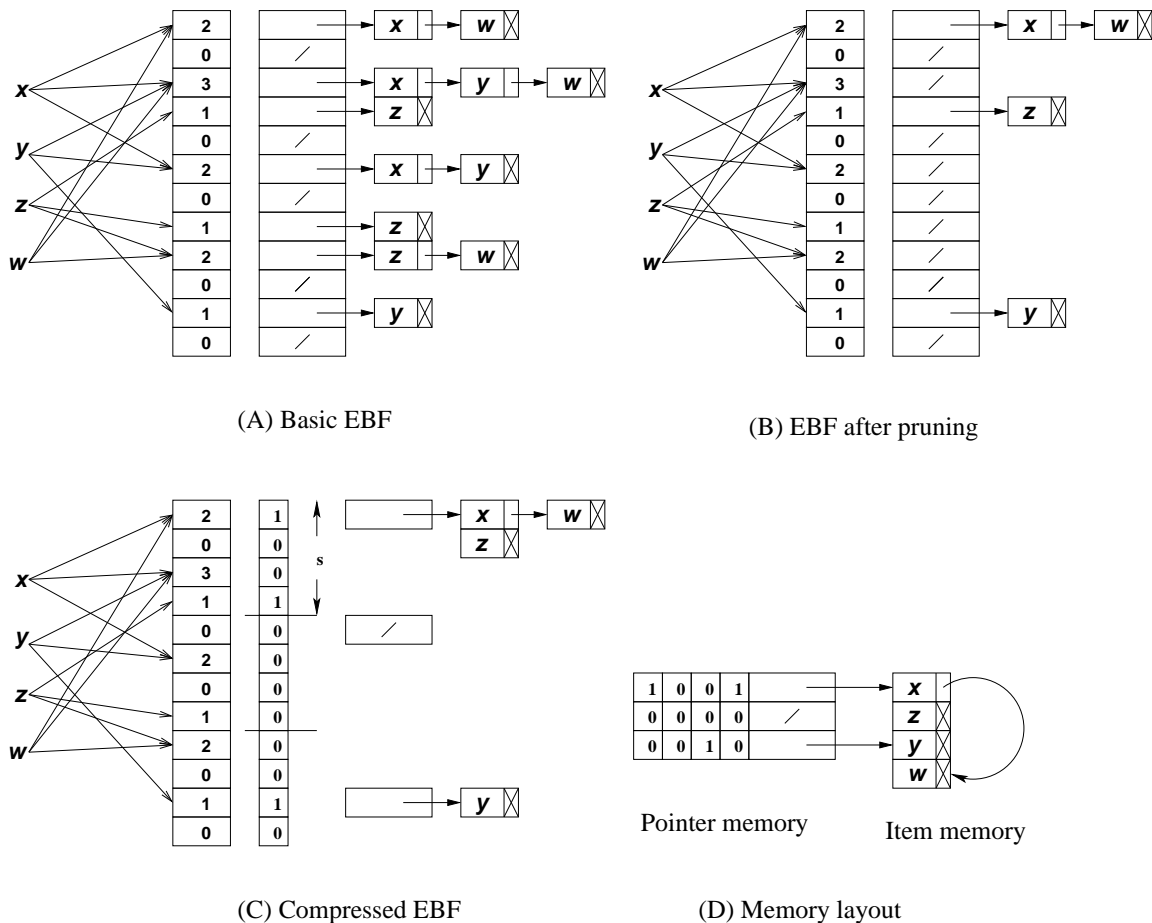 2 x w
0 /
x 3 x y w
1 z
y 0 /
2 x y
z 0 /
1 z
w 2 z w
0 /
1 y
0 /
(A) Basic EBF
2 x w
0 /
x 3 /
1 z
y 0 /
2 /
z 0 /
1 /
w 2 /
0 /
1 y
0 /
(B) EBF after pruning
2 1 x w
0 0 z
x 3 0 s
1 1
y 0 0 /
2 0
z 0 0
1 0
w 2 0
0 0
1 1 y
0 0
(C) Compressed EBF
1 0 0 1 x
0 0 0 0 / z
0 0 1 0 y
w
Pointer memory
Item memory
(D) Memory layout